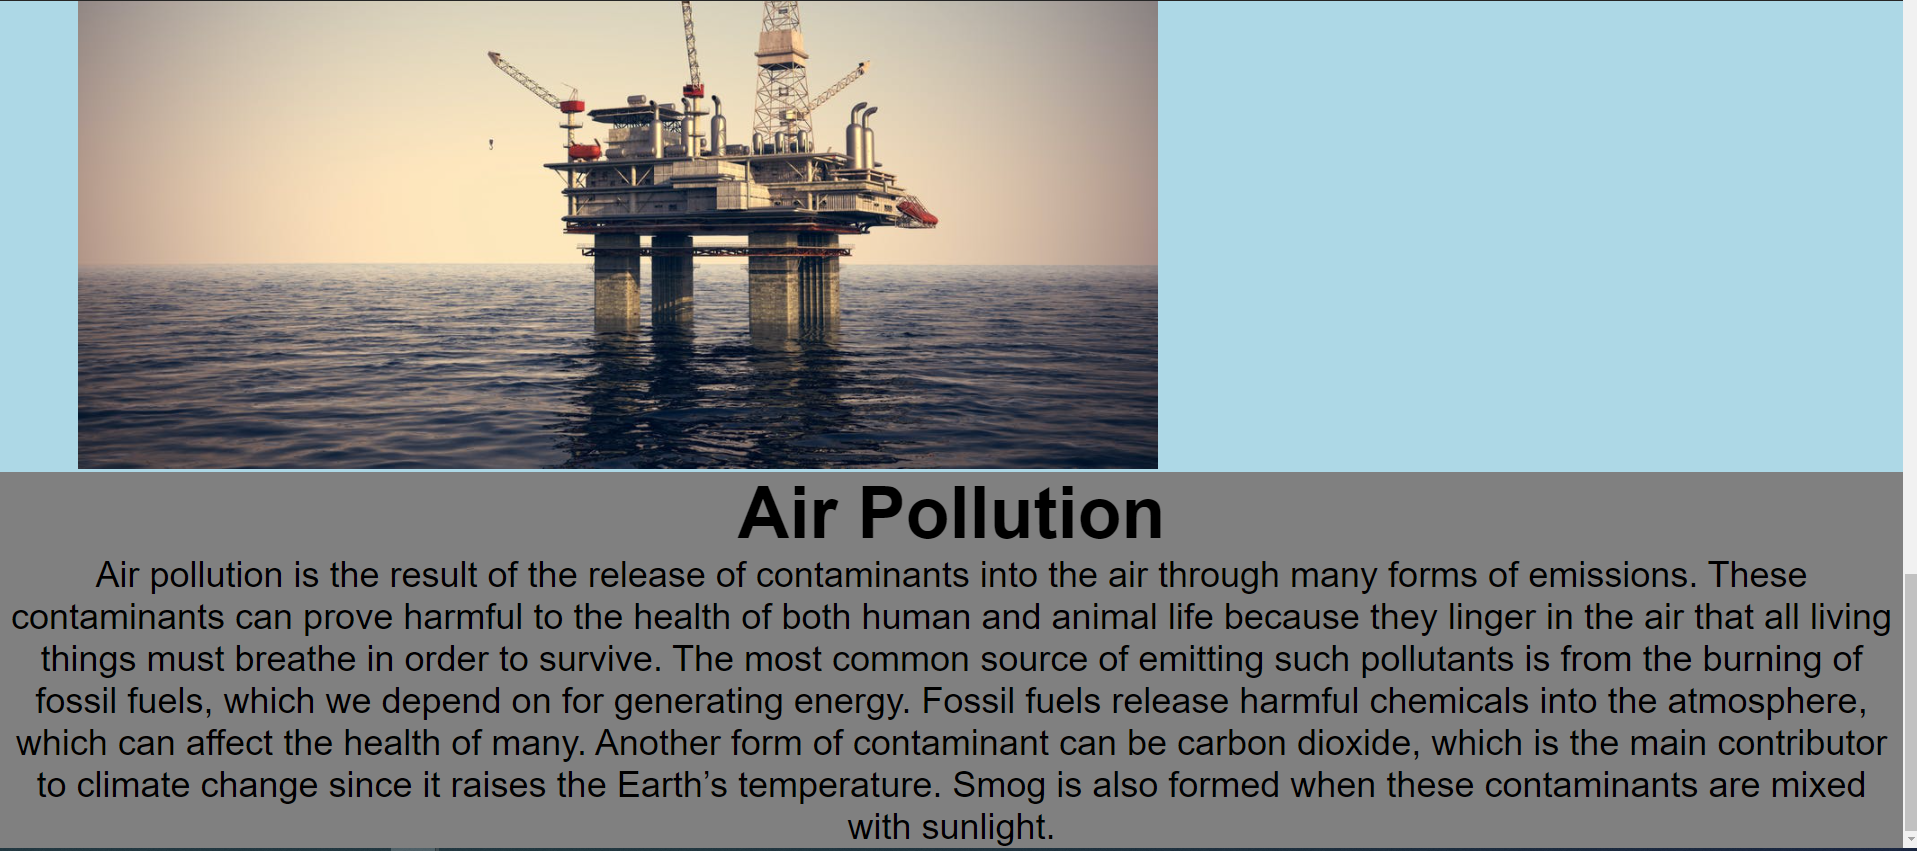 Air Pollution
Air pollution is the result of the release of contaminants into the air through many forms of emissions. These
contaminants can prove harmful to the health of both human and animal life because they linger in the air that all living
things must breathe in order to survive. The most common source of emitting such pollutants is from the burning of
fossil fuels, which we depend on for generating energy. Fossil fuels release harmful chemicals into the atmosphere,
which can affect the health of many. Another form of contaminant can be carbon dioxide, which is the main contributor
to climate change since it raises the Earth’s temperature. Smog is also formed when these contaminants are mixed
with sunlight.